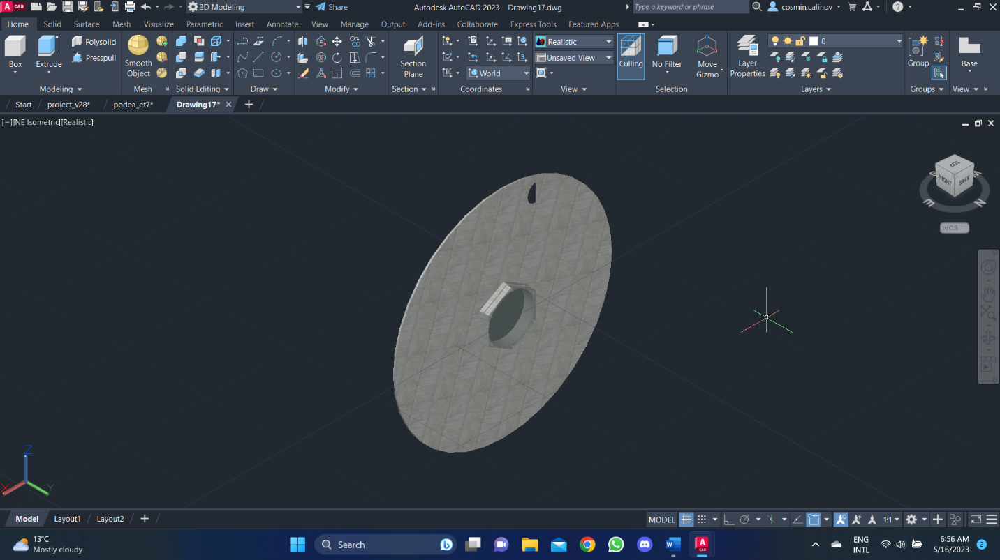 A CAD 3D Modeling Share Autodesk AutoCAD 2023 Drawing17.dwg Type a keyword or phrase cosmin.calinov
Home Solid Surface Mesh Visualize Parametric Insert Annotate View Manage Output Add-ins Collaborate Express Tools Featured Apps
Polysolid
Presspull
Box
Extrude
Smooth
Object
Section
Plane
Realistic
Unsaved View
World
Culling
No Filter
Move
Gizmo
Layer
Properties
0
Group
Base
Modeling Mesh Solid Editing Draw Modify Section Coordinates View Selection Layers Groups View
Start proiect_v28* podea_et7* Drawing17*
[−][NE Isometric][Realistic]
TOP
RIGHT BACK
E N
WCS
Z
X Y
Model Layout1 Layout2 MODEL 1:1
13°C
Mostly cloudy
Search
W
A CAD
ENG
INTL
6:56 AM
5/16/2023
2